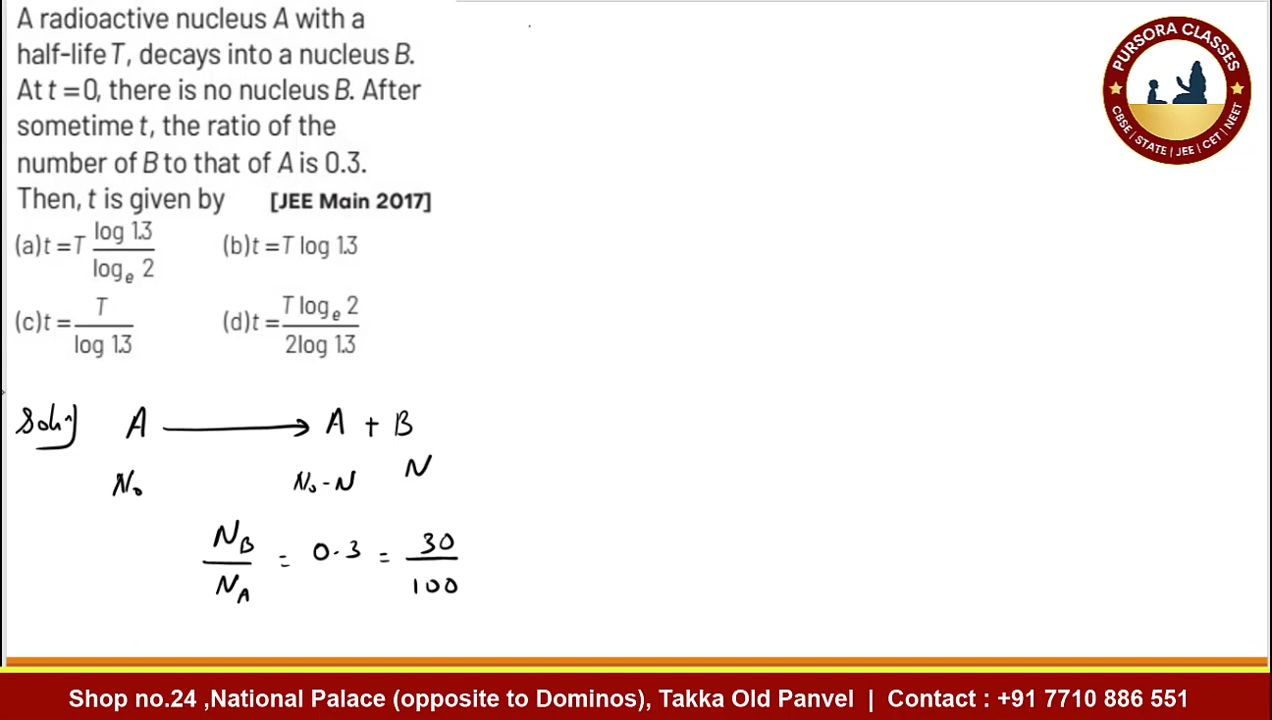 A radioactive nucleus A with a
half-life T, decays into a nucleus B.
At t = 0, there is no nucleus B. After
sometime t, the ratio of the
number of B to that of A is 0.3.
Then, t is given by [JEE Main 2017]
(a) t = T log 1.3 / logₑ 2 (b) t = T log 1.3
(c) t = T / log 1.3 (d) t = T logₑ 2 / 2 log 1.3
Solⁿ) A → A + B
N₀ N₀-N N
N_B / N_A = 0.3 = 30 / 100
PURSORA CLASSES
CBSE | STATE | JEE | CET | NEET
Shop no.24 ,National Palace (opposite to Dominos), Takka Old Panvel | Contact : +91 7710 886 551